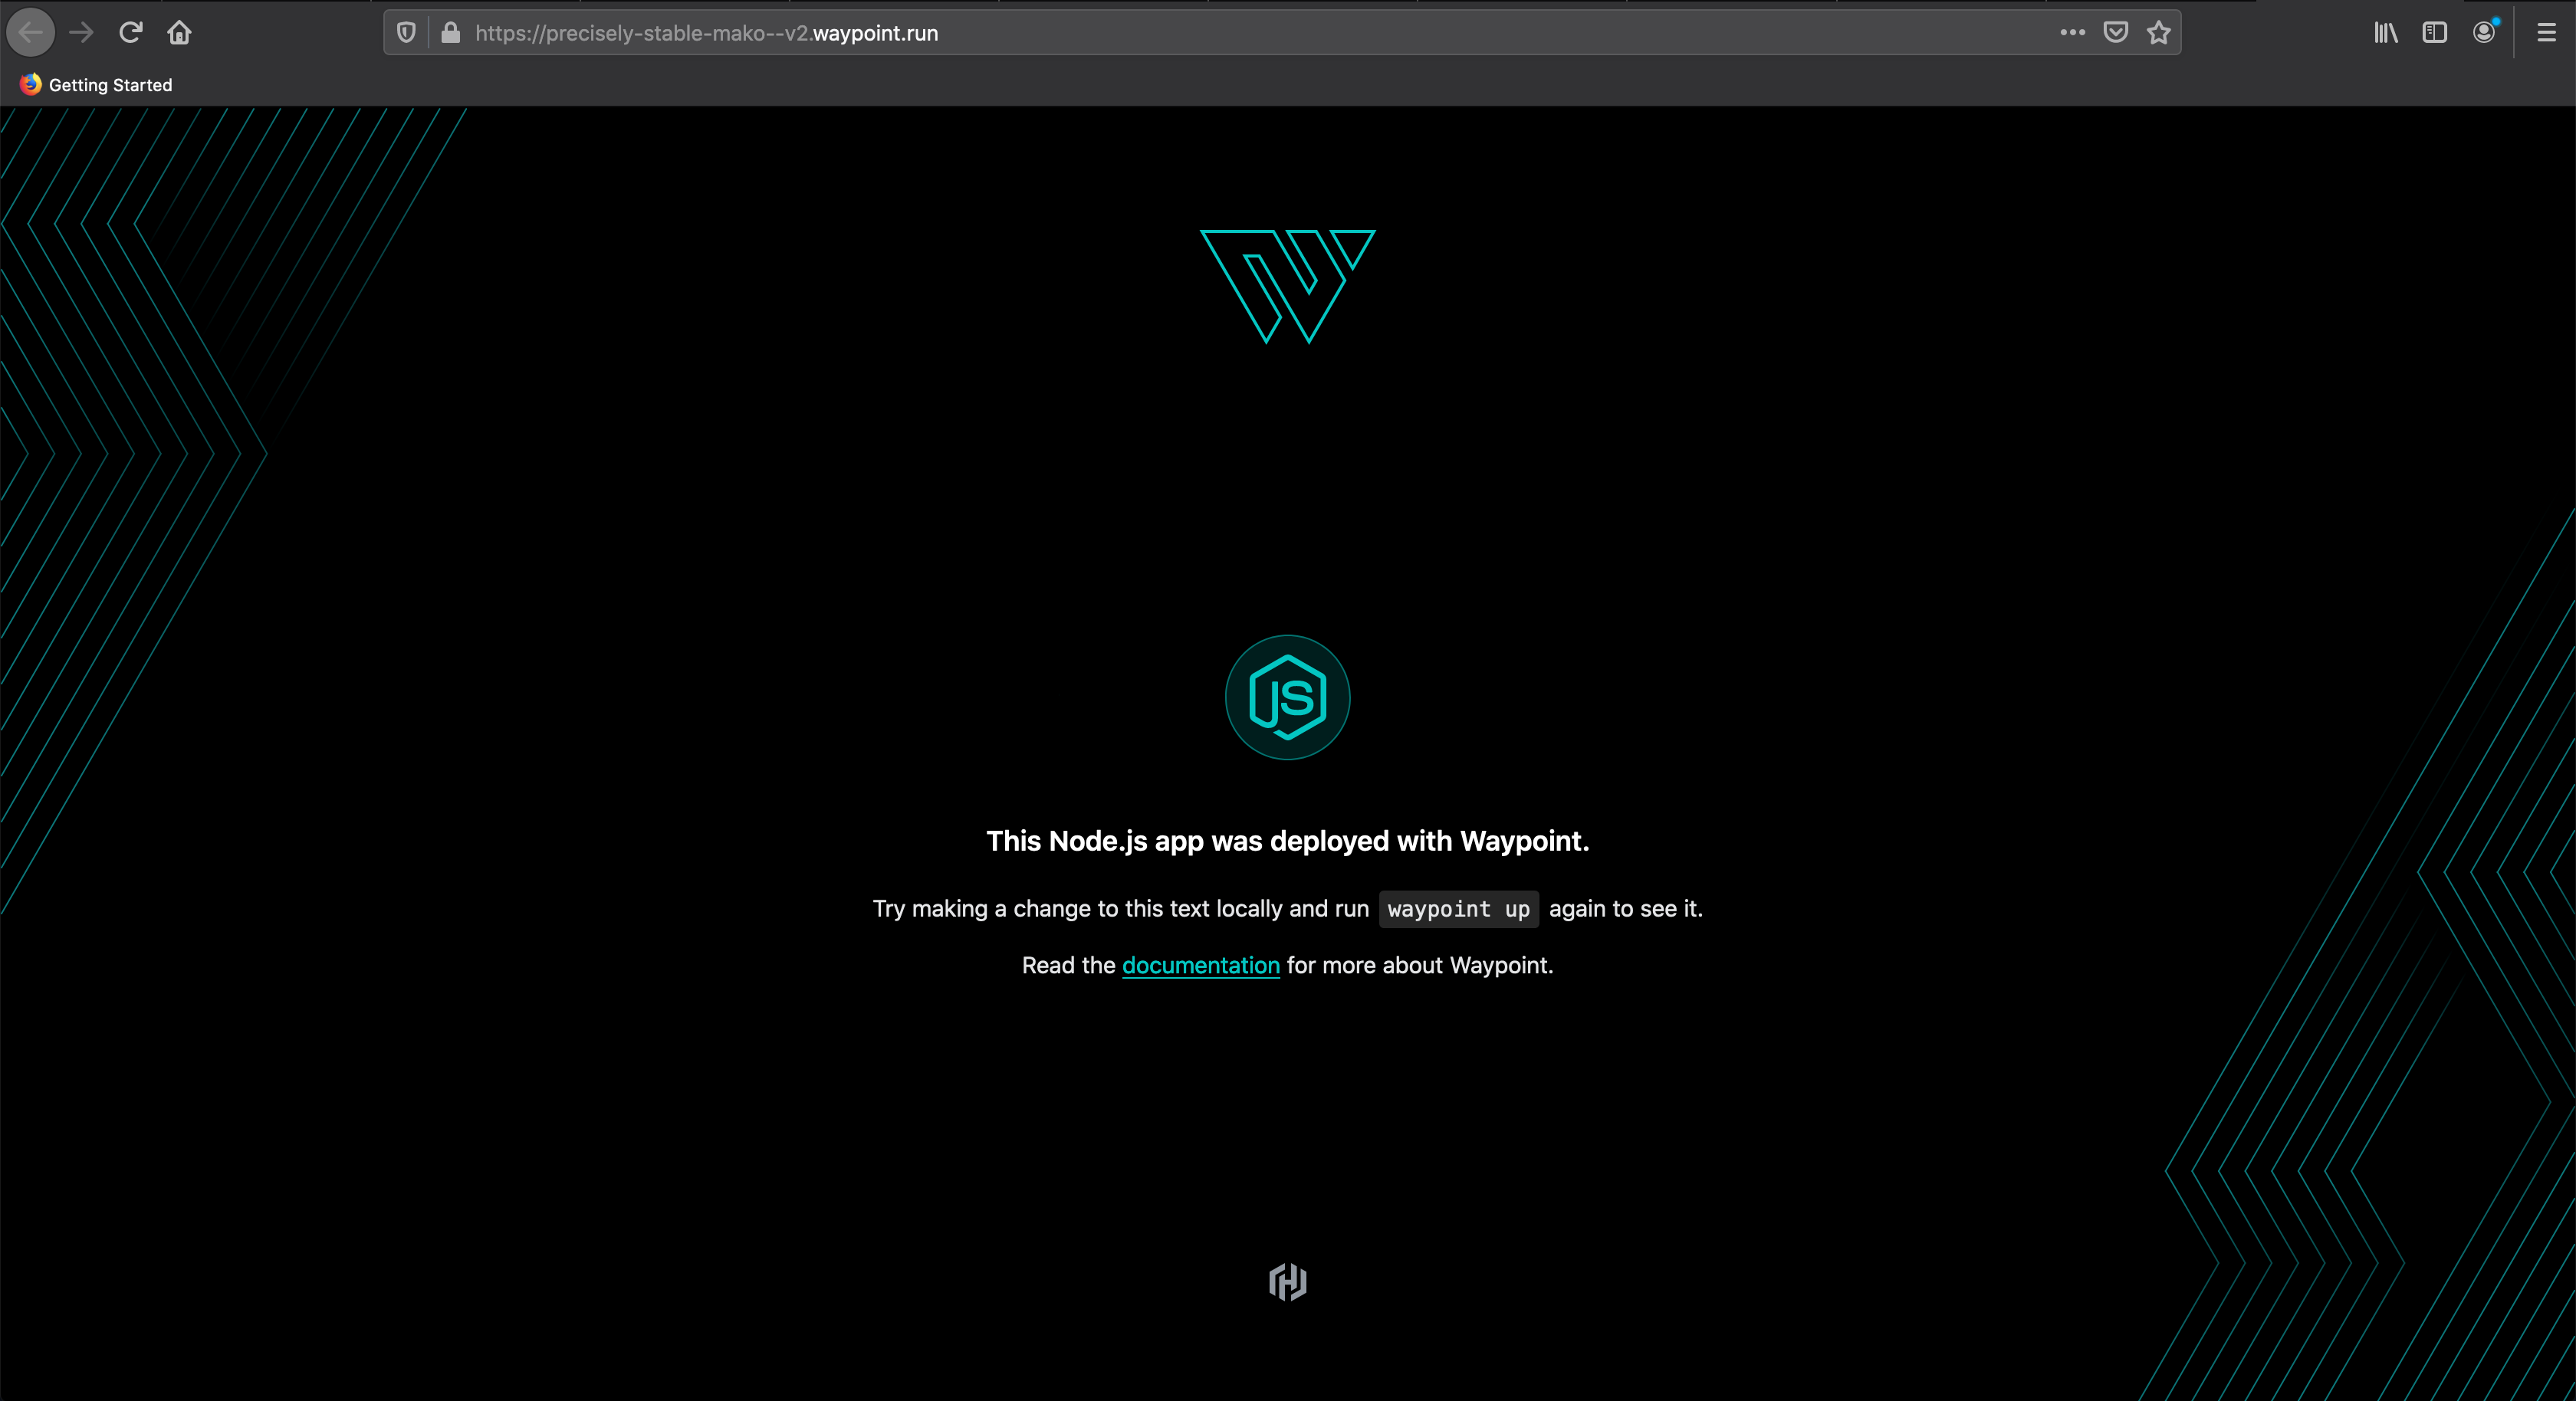 https://precisely-stable-mako--v2.waypoint.run
Getting Started
JS
This Node.js app was deployed with Waypoint.
Try making a change to this text locally and run waypoint up again to see it.
Read the documentation for more about Waypoint.